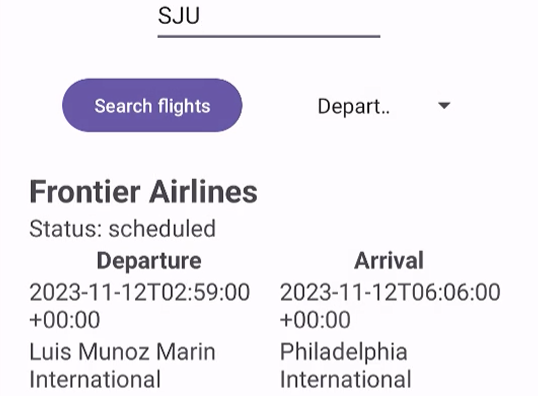 SJU
Search flights Depart..
Frontier Airlines
Status: scheduled
Departure Arrival
2023-11-12T02:59:00 2023-11-12T06:06:00
+00:00 +00:00
Luis Munoz Marin Philadelphia
International International